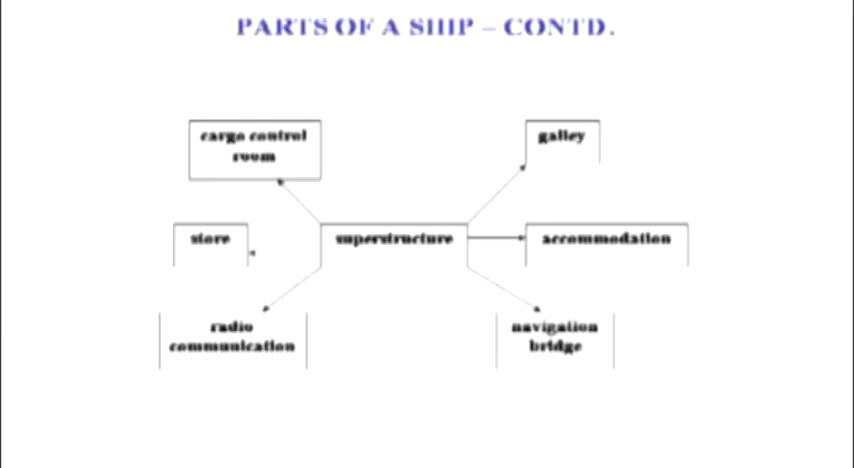 PARTS OF A SHIP – CONTD.
cargo control
room
galley
store
superstructure
accommodation
radio
communication
navigation
bridge